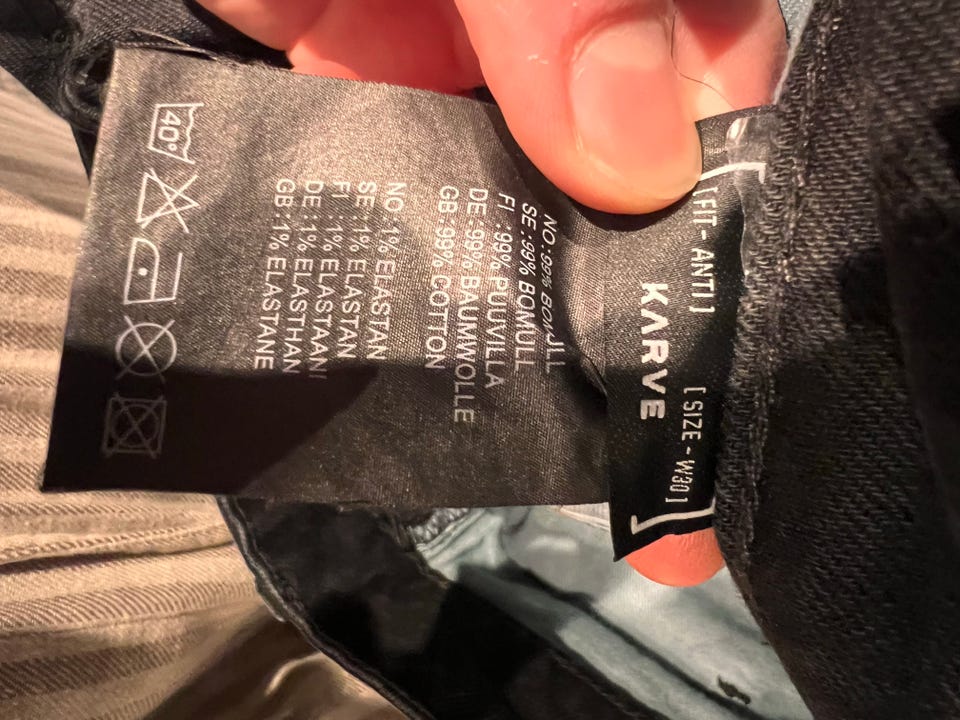 [ FIT - ANTI ] [ SIZE - W30 ]
KARVE
NO: 99% BOMULL
SE: 99% BOMULL
FI : 99% PUUVILLA
DE: 99% BAUMWOLLE
GB: 99% COTTON
NO: 1% ELASTAN
SE: 1% ELASTAN
FI : 1% ELASTAANI
DE: 1% ELASTHAN
GB: 1% ELASTANE
40°